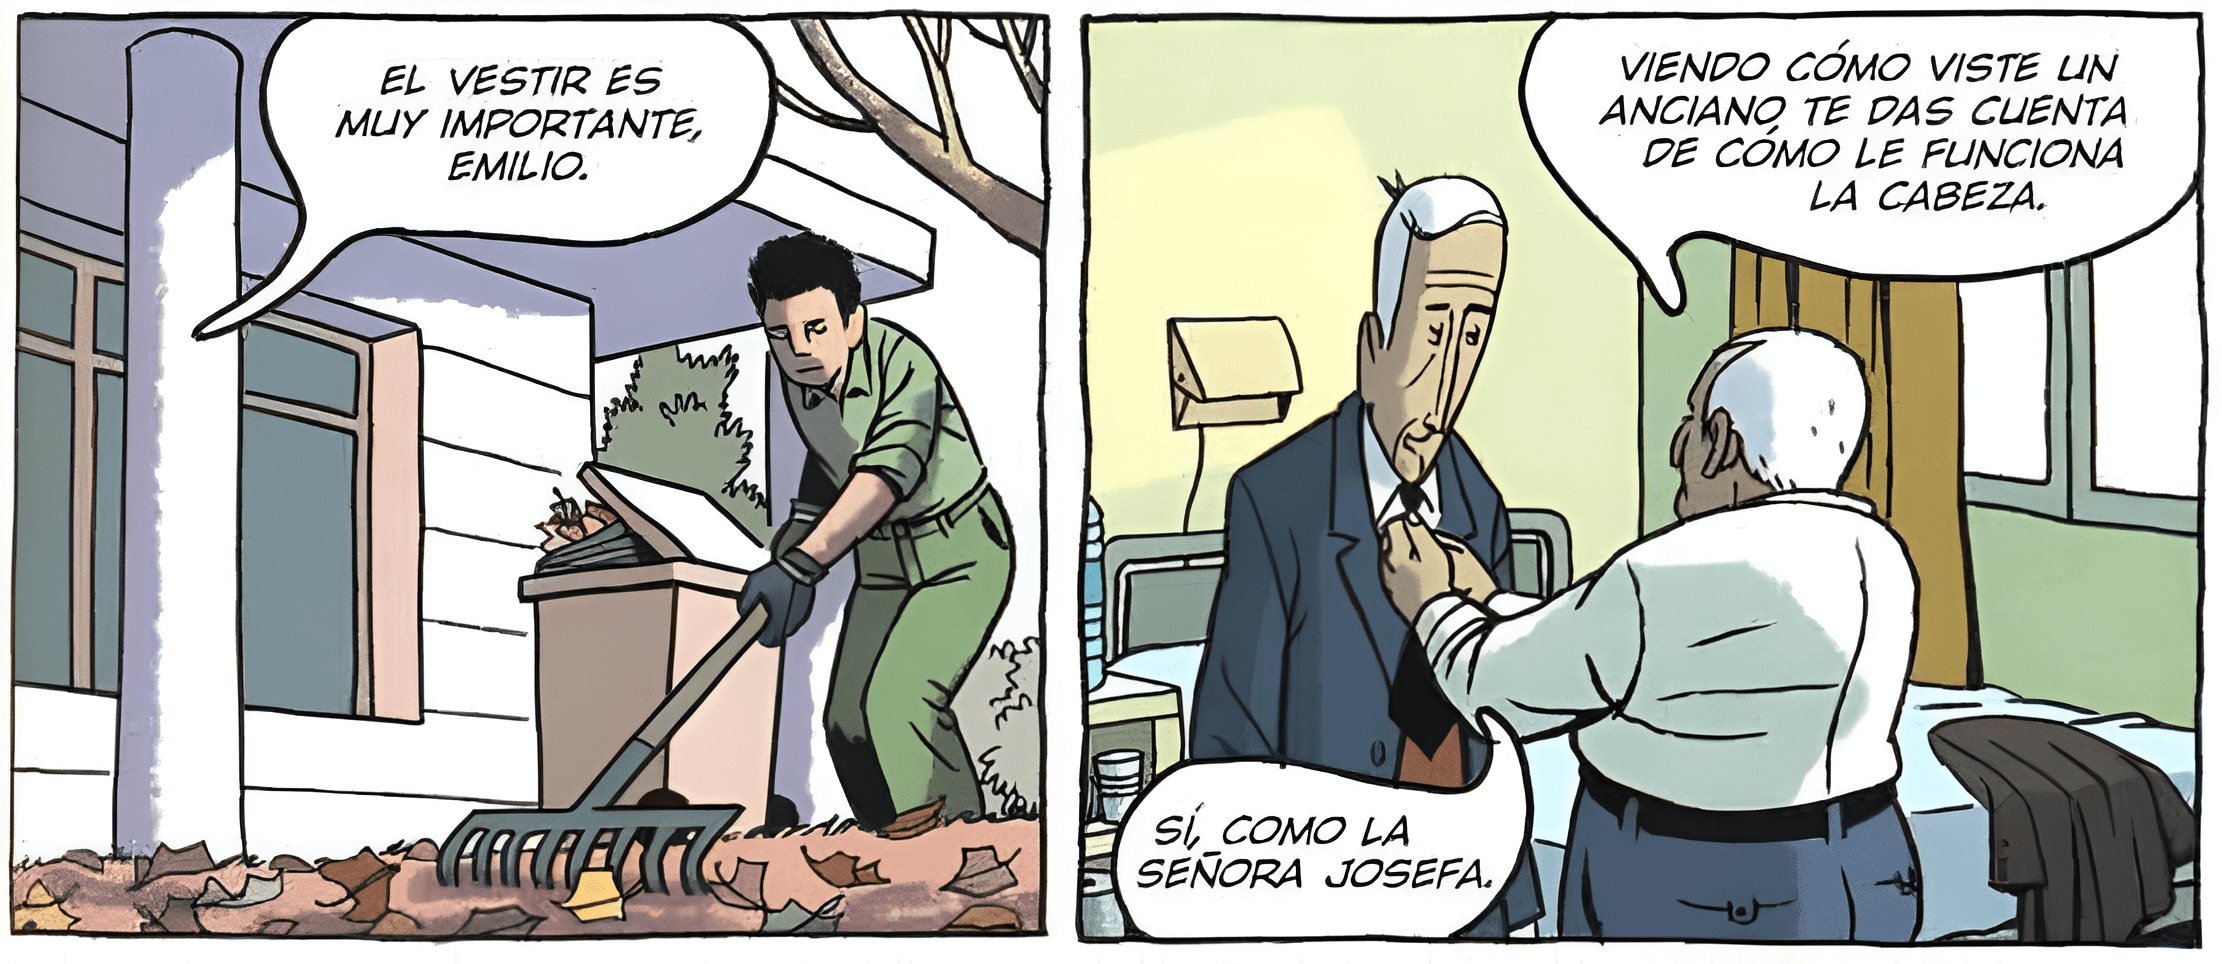 EL VESTIR ES
MUY IMPORTANTE,
EMILIO.
VIENDO CÓMO VISTE UN
ANCIANO TE DAS CUENTA
DE CÓMO LE FUNCIONA
LA CABEZA.
SÍ, COMO LA
SEÑORA JOSEFA.